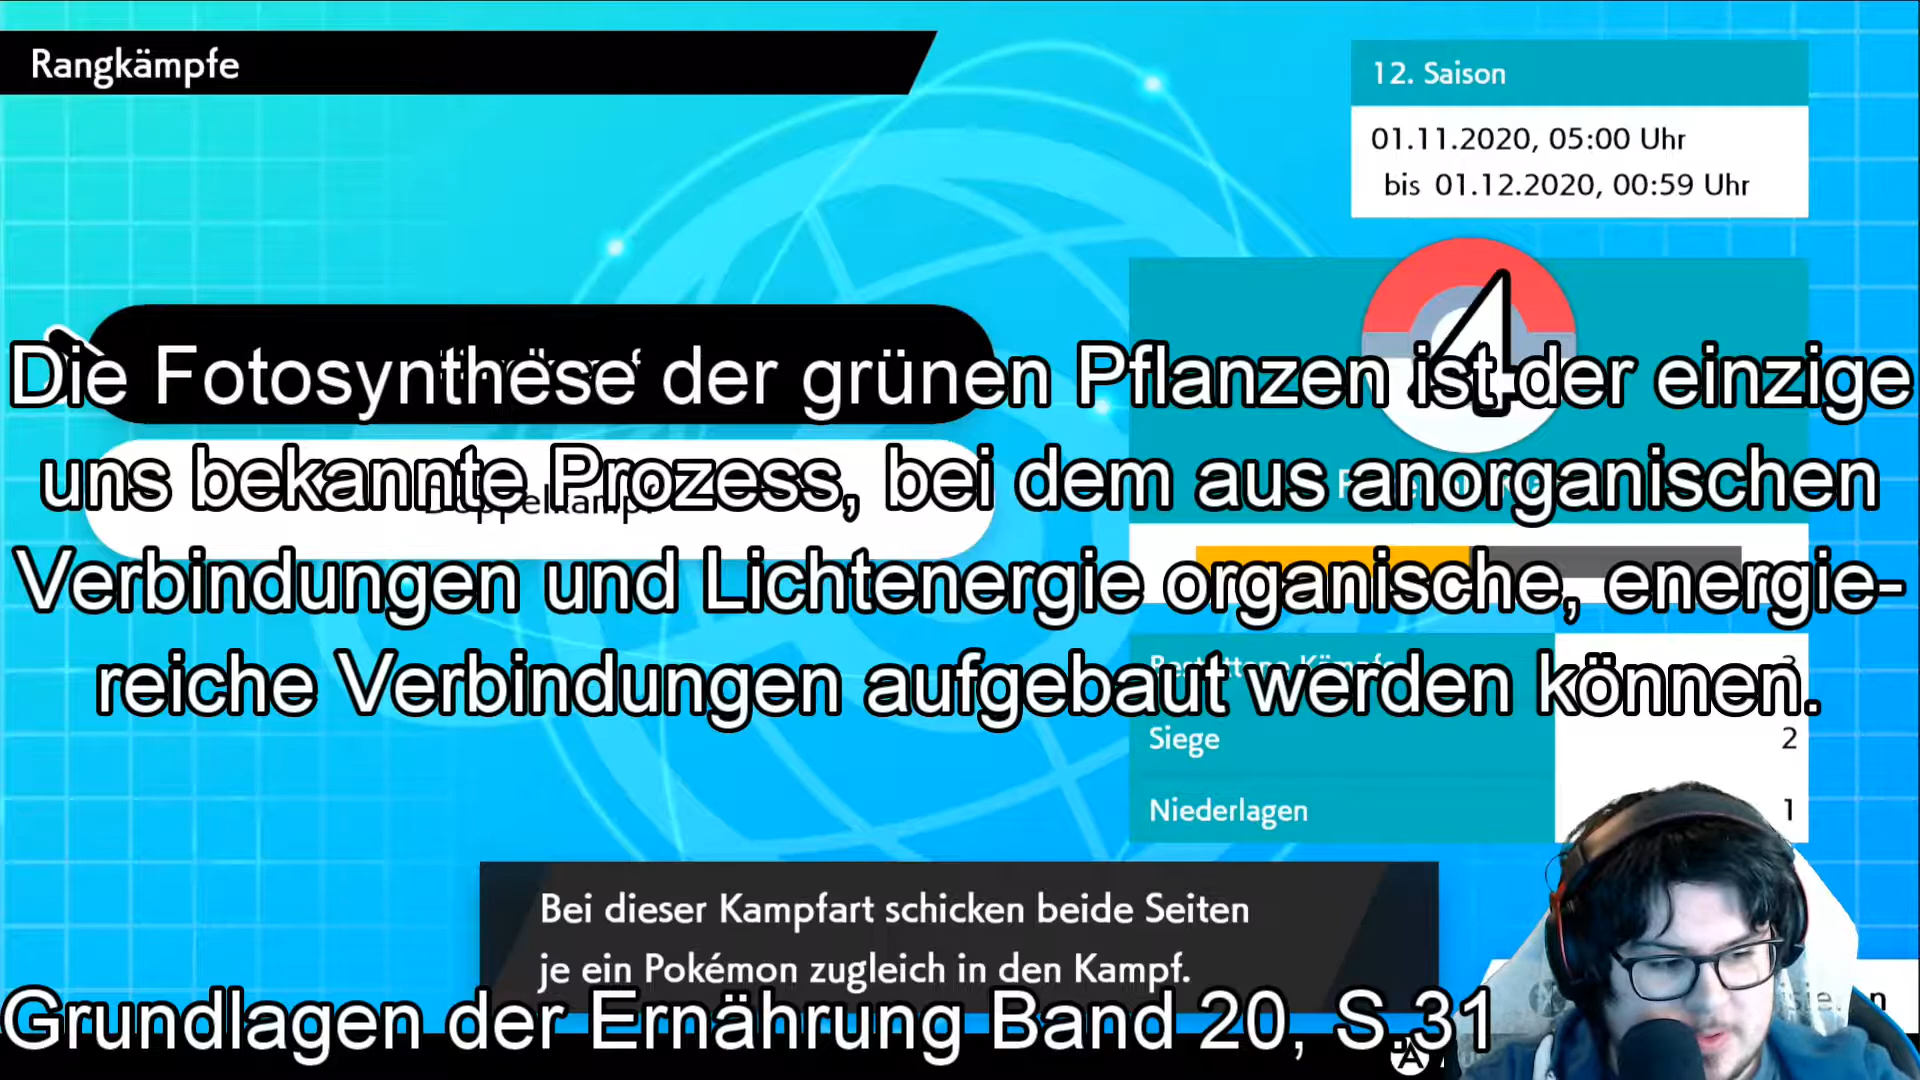 Rangkämpfe
12. Saison
01.11.2020, 05:00 Uhr
bis 01.12.2020, 00:59 Uhr
4
Die Fotosynthese der grünen Pflanzen ist der einzige
uns bekannte Prozess, bei dem aus anorganischen
Verbindungen und Lichtenergie organische, energie-
reiche Verbindungen aufgebaut werden können.
Doppelkampf
Siege 2
Niederlagen 1
Bei dieser Kampfart schicken beide Seiten
je ein Pokémon zugleich in den Kampf.
Grundlagen der Ernährung Band 20, S.31
A